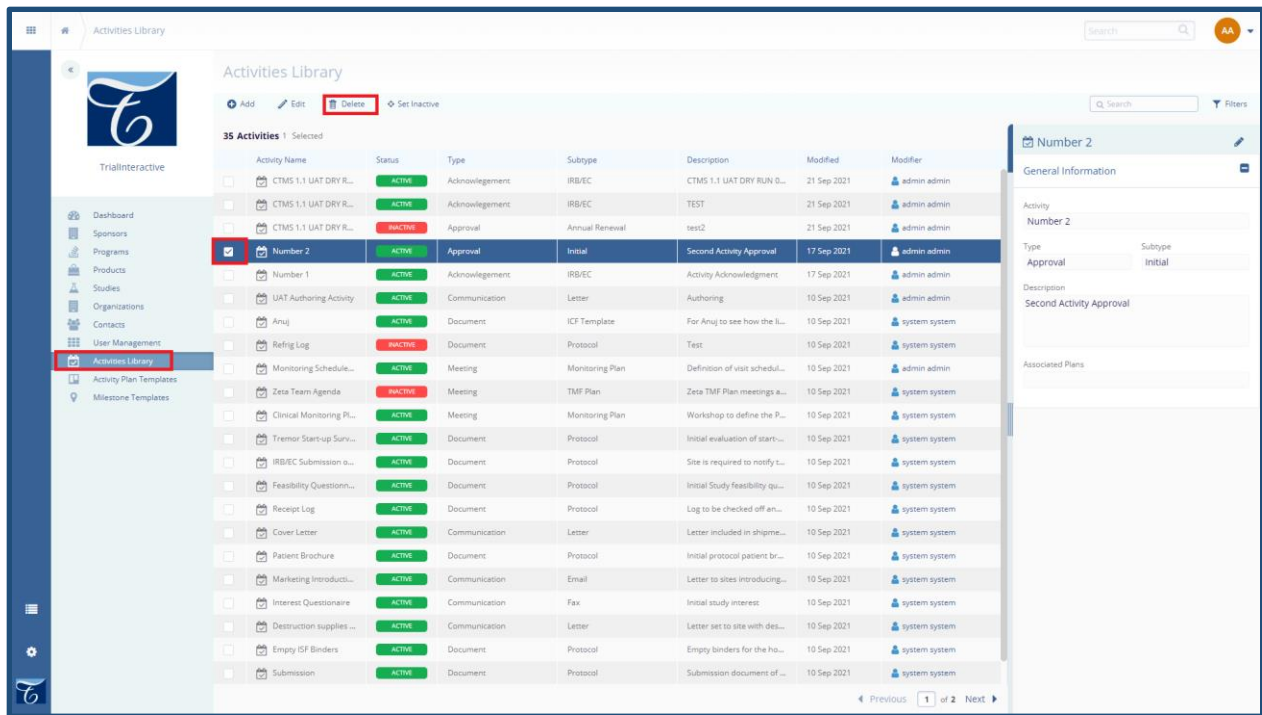 Activities Library
Search
AA
TrialInteractive
Dashboard
Sponsors
Programs
Products
Studies
Organizations
Contacts
User Management
Activities Library
Activity Plan Templates
Milestone Templates
Activities Library
Add Edit Delete Set Inactive
Search
Filters
35 Activities 1 Selected
Activity Name Status Type Subtype Description Modified Modifier
CTMS 1.1 UAT DRY R... ACTIVE Acknowlegement IRB/EC CTMS 1.1 UAT DRY RUN 0... 21 Sep 2021 admin admin
CTMS 1.1 UAT DRY R... ACTIVE Acknowlegement IRB/EC TEST 21 Sep 2021 admin admin
CTMS 1.1 UAT DRY R... INACTIVE Approval Annual Renewal test2 21 Sep 2021 admin admin
Number 2 ACTIVE Approval Initial Second Activity Approval 17 Sep 2021 admin admin
Number 1 ACTIVE Acknowlegement IRB/EC Activity Acknowledgment 17 Sep 2021 admin admin
UAT Authoring Activity ACTIVE Communication Letter Authoring 10 Sep 2021 admin admin
Anuj ACTIVE Document ICF Template For Anuj to see how the li... 10 Sep 2021 system system
Refrig Log INACTIVE Document Protocol Test 10 Sep 2021 system system
Monitoring Schedule... ACTIVE Meeting Monitoring Plan Definition of visit schedul... 10 Sep 2021 admin admin
Zeta Team Agenda INACTIVE Meeting TMF Plan Zeta TMF Plan meetings a... 10 Sep 2021 system system
Clinical Monitoring Pl... ACTIVE Meeting Monitoring Plan Workshop to define the P... 10 Sep 2021 system system
Tremor Start-up Surv... ACTIVE Document Protocol Initial evaluation of start-... 10 Sep 2021 system system
IRB/EC Submission o... ACTIVE Document Protocol Site is required to notify t... 10 Sep 2021 system system
Feasibility Questionn... ACTIVE Document Protocol Initial Study feasibility qu... 10 Sep 2021 system system
Receipt Log ACTIVE Document Protocol Log to be checked off an... 10 Sep 2021 system system
Cover Letter ACTIVE Communication Letter Letter included in shipme... 10 Sep 2021 system system
Patient Brochure ACTIVE Document Protocol Initial protocol patient br... 10 Sep 2021 system system
Marketing Introducti... ACTIVE Communication Email Letter to sites introducing... 10 Sep 2021 system system
Interest Questionaire ACTIVE Communication Fax Initial study interest 10 Sep 2021 system system
Destruction supplies ... ACTIVE Communication Letter Letter set to site with des... 10 Sep 2021 system system
Empty ISF Binders ACTIVE Document Protocol Empty binders for the ho... 10 Sep 2021 system system
Submission ACTIVE Document Protocol Submission document of ... 10 Sep 2021 system system
Previous 1 of 2 Next
Number 2
General Information
Activity
Number 2
Type Subtype
Approval Initial
Description
Second Activity Approval
Associated Plans